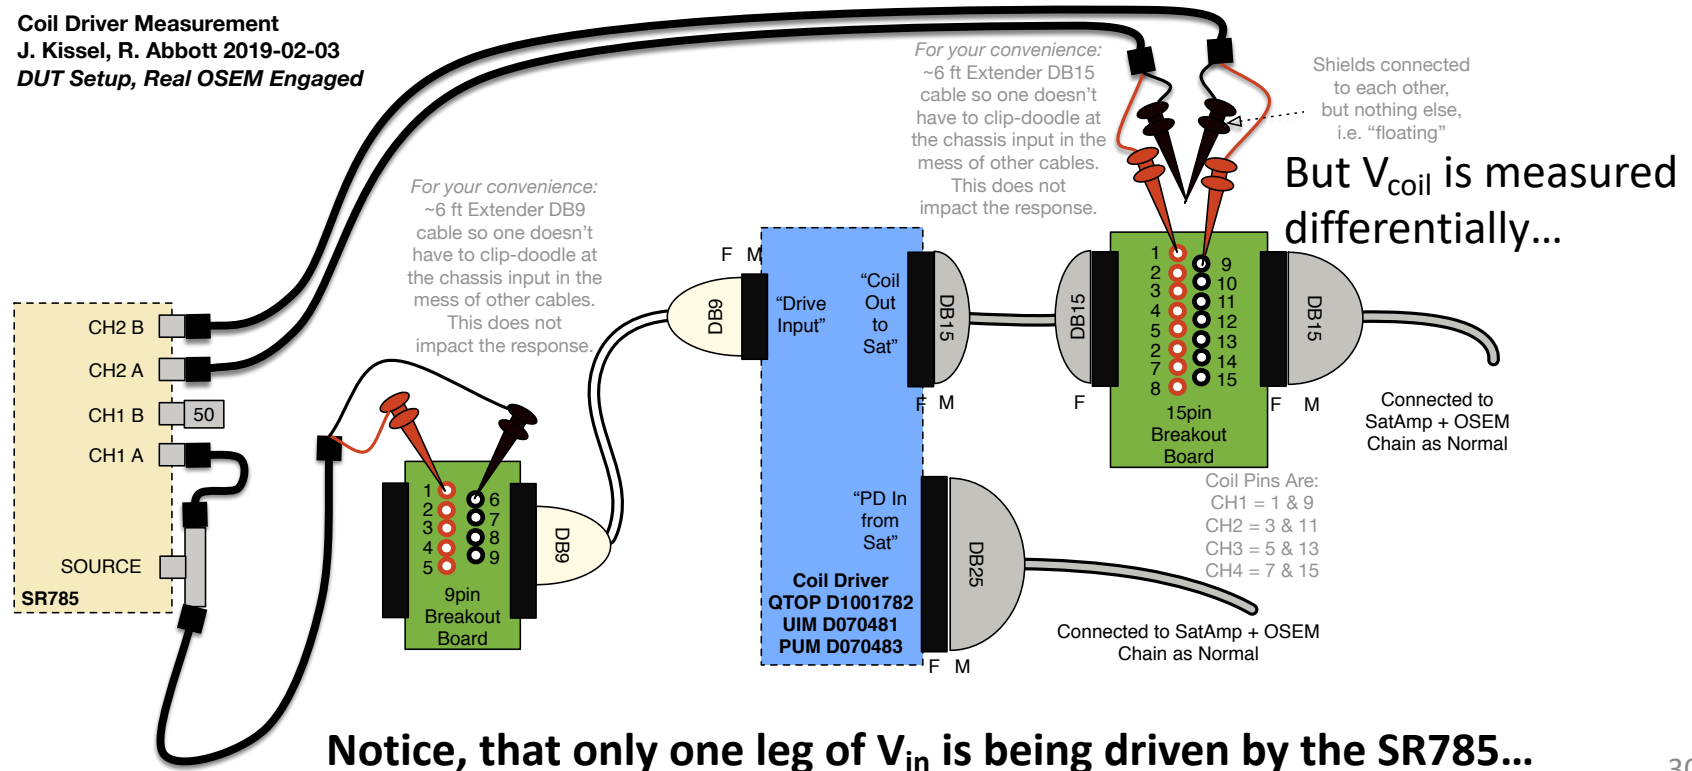 Coil Driver Measurement
J. Kissel, R. Abbott 2019-02-03
DUT Setup, Real OSEM Engaged
For your convenience:
~6 ft Extender DB15
cable so one doesn't
have to clip-doodle at
the chassis input in the
mess of other cables.
This does not
impact the response.
Shields connected
to each other,
but nothing else,
i.e. “floating”
But Vcoil is measured
differentially...
For your convenience:
~6 ft Extender DB9
cable so one doesn't
have to clip-doodle at
the chassis input in the
mess of other cables.
This does not
impact the response.
CH2 B
CH2 A
CH1 B
50
CH1 A
SOURCE
SR785
1
2
3
4
5
6
7
8
9
9pin
Breakout
Board
DB9
DB9
F M
“Drive
Input”
“Coil
Out
to
Sat”
DB15
F M
“PD In
from
Sat”
DB25
F M
Coil Driver
QTOP D1001782
UIM D070481
PUM D070483
DB15
F
1
2
3
4
5
2
7
8
9
10
11
12
13
14
15
15pin
Breakout
Board
DB15
F M
Connected to
SatAmp + OSEM
Chain as Normal
Coil Pins Are:
CH1 = 1 & 9
CH2 = 3 & 11
CH3 = 5 & 13
CH4 = 7 & 15
Connected to SatAmp + OSEM
Chain as Normal
Notice, that only one leg of Vin is being driven by the SR785...
30